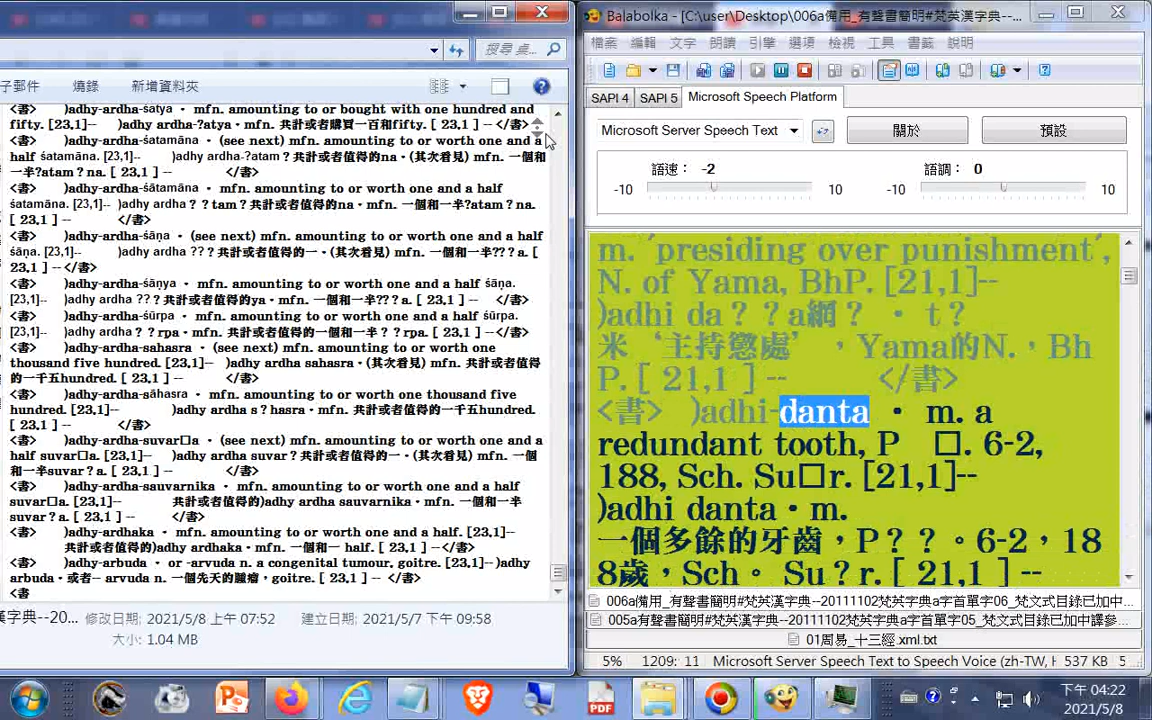 搜尋 桌...
子郵件 燒錄 新增資料夾
<書> )adhy-ardha-śatya・mfn. amounting to or bought with one hundred and
fifty. [23,1]-- )adhy ardha-?atya・mfn. 共計或者購買一百和fifty. [ 23,1 ] --</書>
<書> )adhy-ardha-śatamāna・(see next) mfn. amounting to or worth one and a
half śatamāna. [23,1]-- )adhy ardha-?atam？共計或者值得的na・(其次看見) mfn. 一個和
一半?atam？na. [ 23,1 ] -- </書>
<書> )adhy-ardha-śātamāna・mfn. amounting to or worth one and a half
śatamāna. [23,1]-- )adhy ardha？？tam？共計或者值得的na・mfn. 一個和一半?atam？na.
[ 23,1 ] -- </書>
<書> )adhy-ardha-śāṇa・(see next) mfn. amounting to or worth one and a half
śāṇa. [23,1]-- )adhy ardha ??？共計或者值得的一・(其次看見) mfn. 一個和一半???a. [
23,1 ] --</書>
<書> )adhy-ardha-śāṇya・mfn. amounting to or worth one and a half śāṇa.
[23,1]-- )adhy ardha ??？共計或者值得的ya・mfn. 一個和一半???a. [ 23,1 ] --</書>
<書> )adhy-ardha-śūrpa・mfn. amounting to or worth one and a half śūrpa.
[23,1]-- )adhy ardha？？rpa・mfn. 共計或者值得的一個和一半？？rpa. [ 23,1 ] --</書>
<書> )adhy-ardha-sahasra・(see next) mfn. amounting to or worth one
thousand five hundred. [23,1]-- )adhy ardha sahasra・(其次看見) mfn. 共計或者值得
的一千五hundred. [ 23,1 ] -- </書>
<書> )adhy-ardha-sāhasra・mfn. amounting to or worth one thousand five
hundred. [23,1]-- )adhy ardha s？hasra・mfn. 共計或者值得的一千五hundred.
[ 23,1 ] -- </書>
<書> )adhy-ardha-suvar□a・(see next) mfn. amounting to or worth one and a
half suvar□a. [23,1]-- )adhy ardha suvar？共計或者值得的一・(其次看見) mfn. 一個
和一半suvar？a. [ 23,1 ] -- </書>
<書> )adhy-ardha-sauvarnika・mfn. amounting to or worth one and a half
suvar□a. [23,1]-- 共計或者值得的)adhy ardha sauvarnika・mfn. 一個和一半
suvar？a. [ 23,1 ] -- </書>
<書> )adhy-ardhaka・mfn. amounting to or worth one and a half. [23,1]--
共計或者值得的)adhy ardhaka・mfn. 一個和一 half. [ 23,1 ] --</書>
<書> )adhy-arbuda・or -arvuda n. a congenital tumour, goitre. [23,1]--)adhy
arbuda・或者-- arvuda n. 一個先天的腫瘤，goitre. [ 23,1 ] --</書>
<書
漢字典--20... 修改日期: 2021/5/8 上午 07:52 建立日期: 2021/5/7 下午 09:58
大小: 1.04 MB
Balabolka - [C:\user\Desktop\006a備用_有聲書簡明#梵英漢字典--...
檔案 編輯 文字 朗讀 引擎 選項 檢視 工具 書籤 說明
SAPI 4 SAPI 5 Microsoft Speech Platform
Microsoft Server Speech Text 關於 預設
語速： -2 語調： 0
-10 10 -10 10
m. 'presiding over punishment',
N. of Yama, BhP. [21,1]--
)adhi da？？a綱？ ・ t？
米‘主持懲處’，Yama的N.，Bh
P. [ 21,1 ] -- </書>
<書> )adhi-danta ・ m. a
redundant tooth, P □. 6-2,
188, Sch. Su□r. [21,1]--
)adhi danta・m.
一個多餘的牙齒，P？？。6-2，18
8歲，Sch。 Su？r. [ 21,1 ] --
006a備用_有聲書簡明#梵英漢字典--20111102梵英字典a字首單字06_梵文式目錄已加中...
005a有聲書簡明#梵英漢字典--20111102梵英字典a字首單字05_梵文式目錄已加中譯參...
01周易_十三經.xml.txt
5% 1209: 11 Microsoft Server Speech Text to Speech Voice (zh-TW, H 537 KB 5
PDF
下午 04:22
2021/5/8